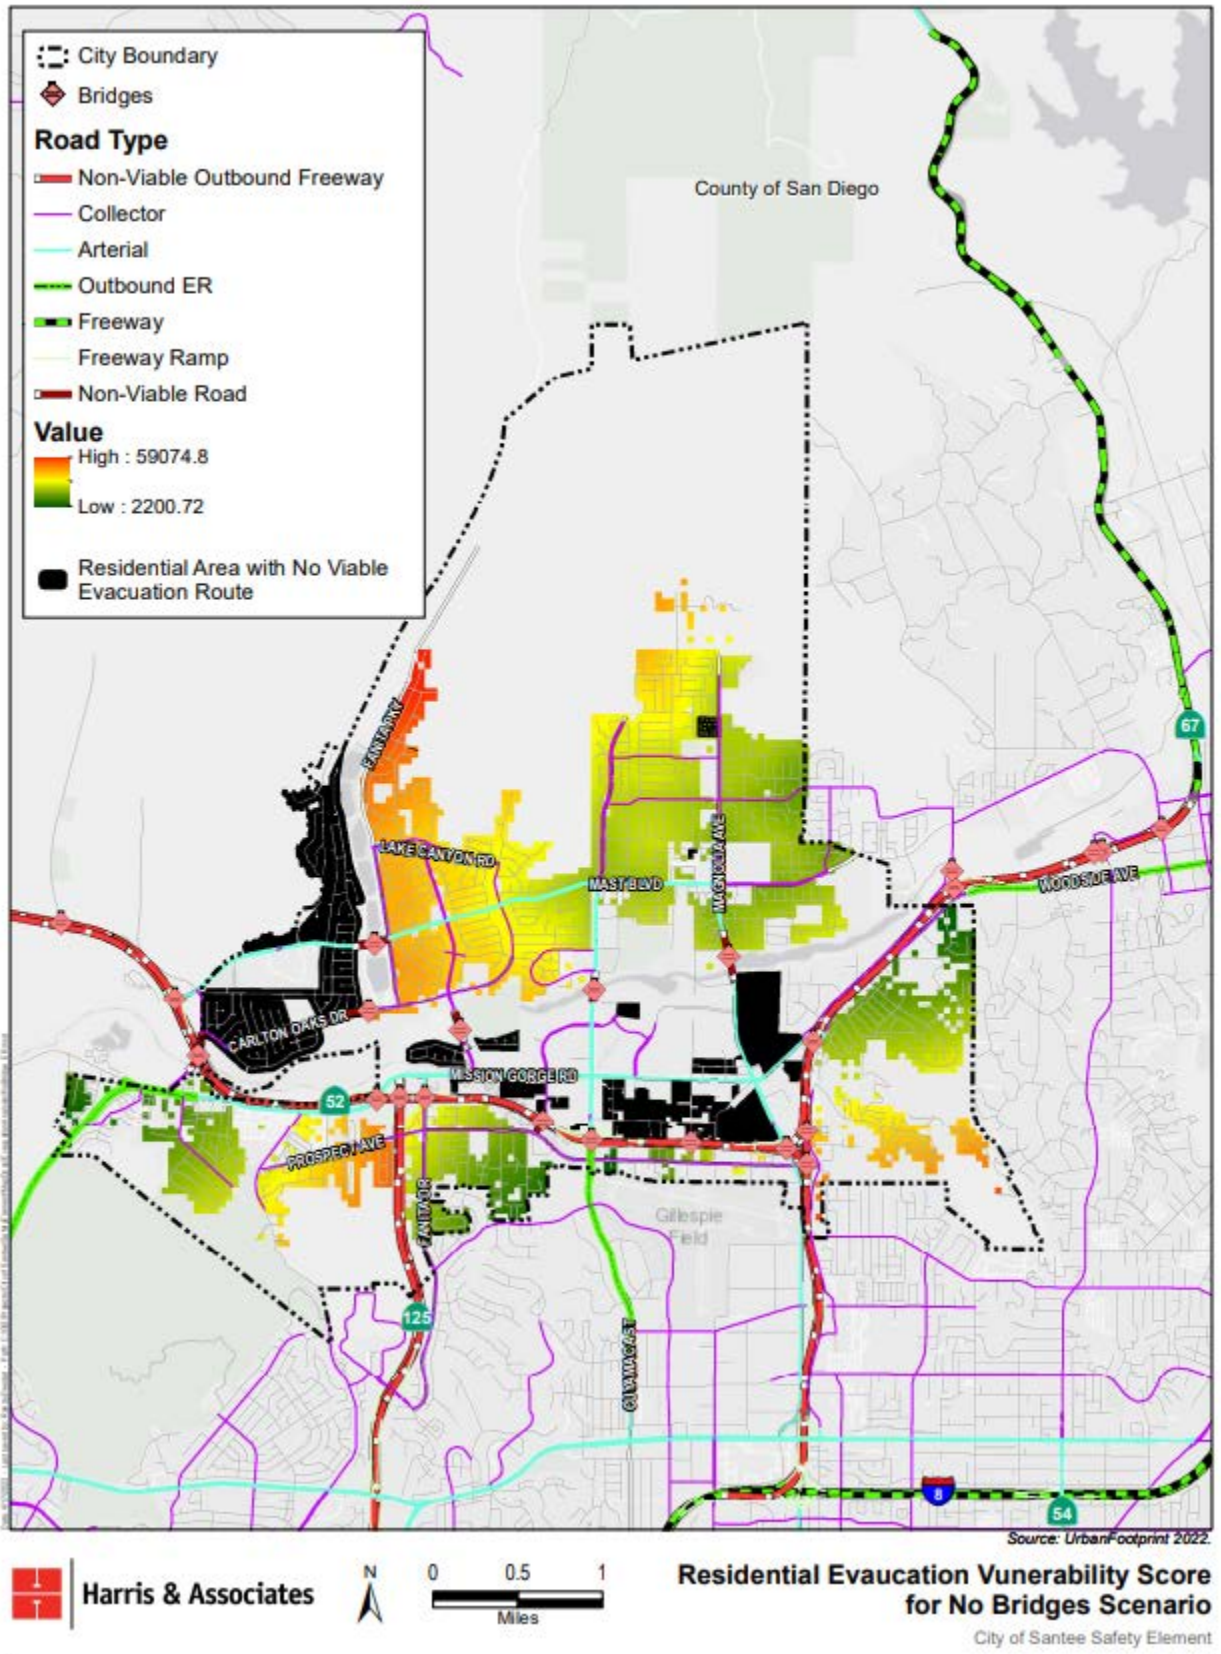 City Boundary
Bridges
Road Type
Non-Viable Outbound Freeway
Collector
Arterial
Outbound ER
Freeway
Freeway Ramp
Non-Viable Road
Value
High : 59074.8
Low : 2200.72
Residential Area with No Viable
Evacuation Route
County of San Diego
67
FANITA PKY
LAKE CANYON RD
MAST BLVD
MAGNOLIA AVE
WOODSIDE AVE
CARLTON OAKS DR
MISSION GORGE RD
52
PROSPECT AVE
FANITA DR
Gillespie
Field
125
CUYAMACA ST
8
54
Source: UrbanFootprint 2022.
Harris & Associates
N
0 0.5 1
Miles
Residential Evaucation Vunerability Score
for No Bridges Scenario
City of Santee Safety Element